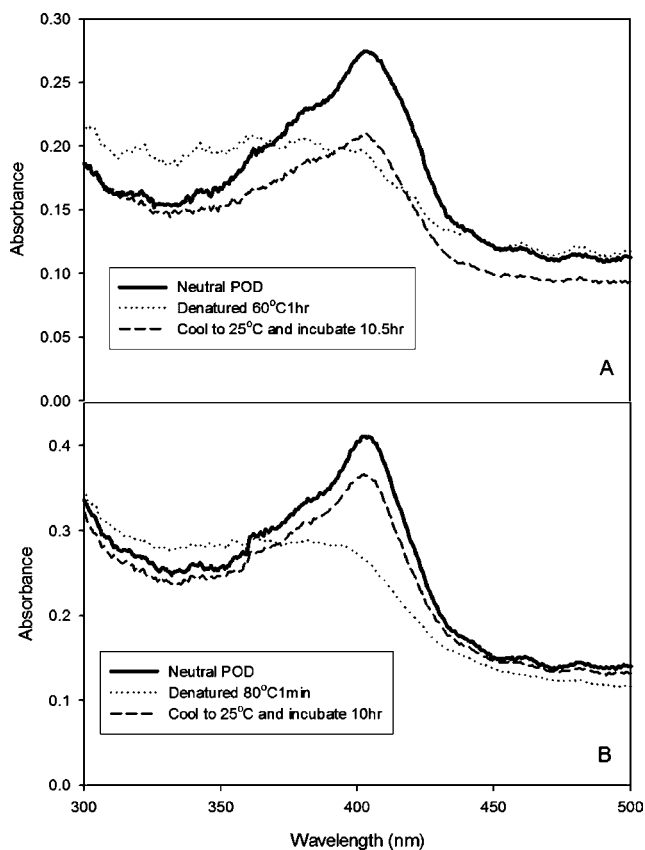 0.30
0.25
0.20
0.15
0.10
0.05
0.00
Absorbance
Neutral POD
Denatured 60°C1hr
Cool to 25°C and incubate 10.5hr
A
0.4
0.3
0.2
0.1
0.0
Absorbance
Neutral POD
Denatured 80°C1min
Cool to 25°C and incubate 10hr
B
300
350
400
450
500
Wavelength (nm)